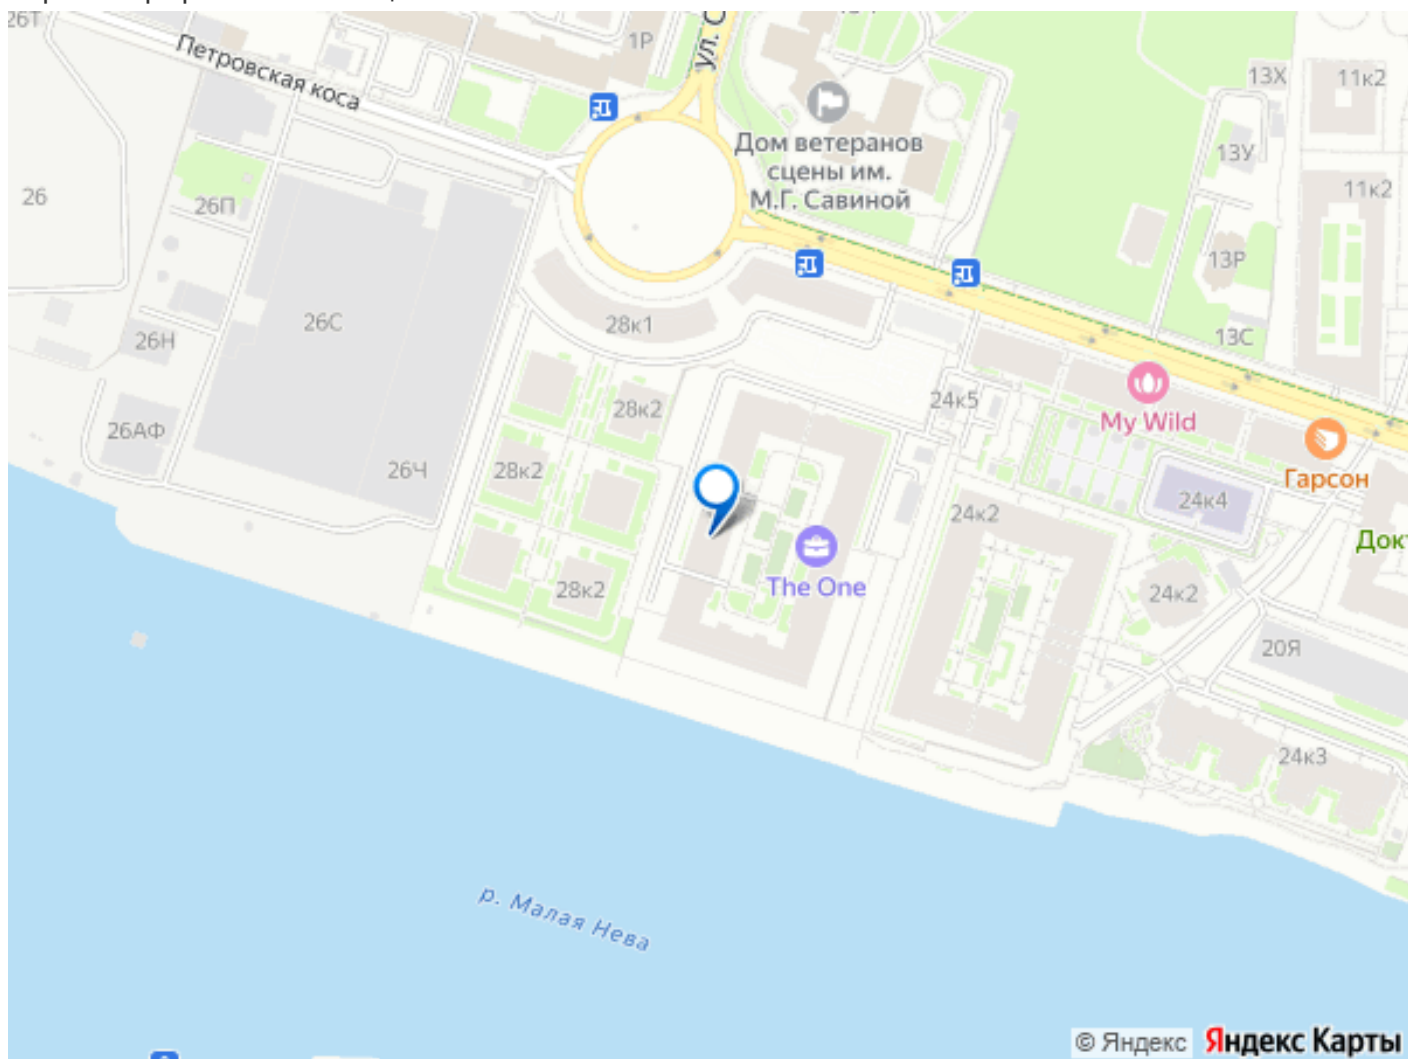 26Т
1Р
ул. С
Петровская коса
13Х
11к2
Дом ветеранов
сцены им.
М.Г. Савиной
13У
11к2
26
26П
13Р
26С
28к1
13С
26Н
28к2
24к5
My Wild
26АФ
28к2
26Ч
Гарсон
24к4
24к2
Док
The One
28к2
24к2
20Я
24к3
р. Малая Нева
© Яндекс
Яндекс Карты